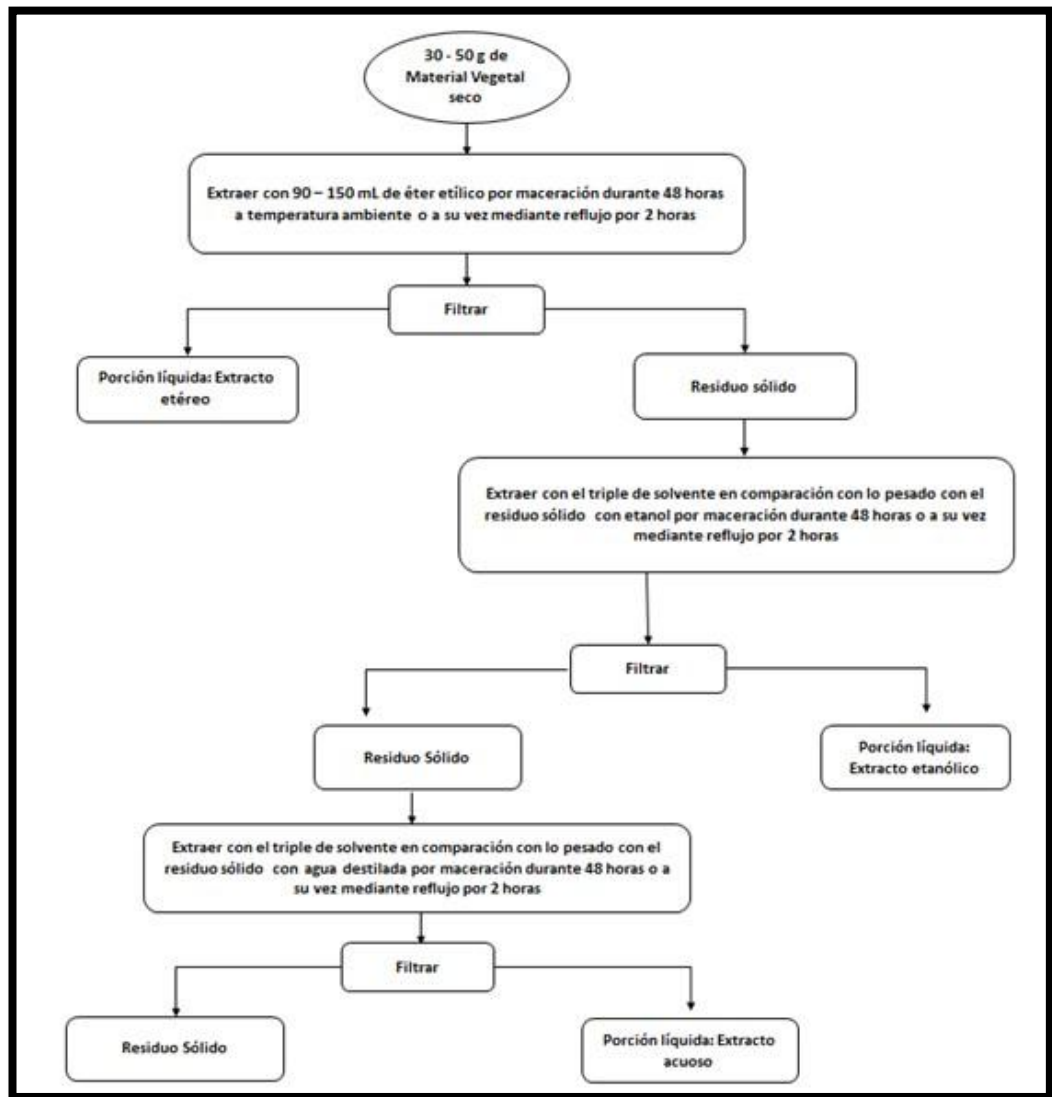 30 - 50 g de
Material Vegetal
seco
Extraer con 90 – 150 mL de éter etílico por maceración durante 48 horas
a temperatura ambiente o a su vez mediante reflujo por 2 horas
Filtrar
Porción líquida: Extracto
etéreo
Residuo sólido
Extraer con el triple de solvente en comparación con lo pesado con el
residuo sólido con etanol por maceración durante 48 horas o a su vez
mediante reflujo por 2 horas
Filtrar
Residuo Sólido
Porción líquida:
Extracto etanólico
Extraer con el triple de solvente en comparación con lo pesado con el
residuo sólido con agua destilada por maceración durante 48 horas o a
su vez mediante reflujo por 2 horas
Filtrar
Residuo Sólido
Porción líquida: Extracto
acuoso